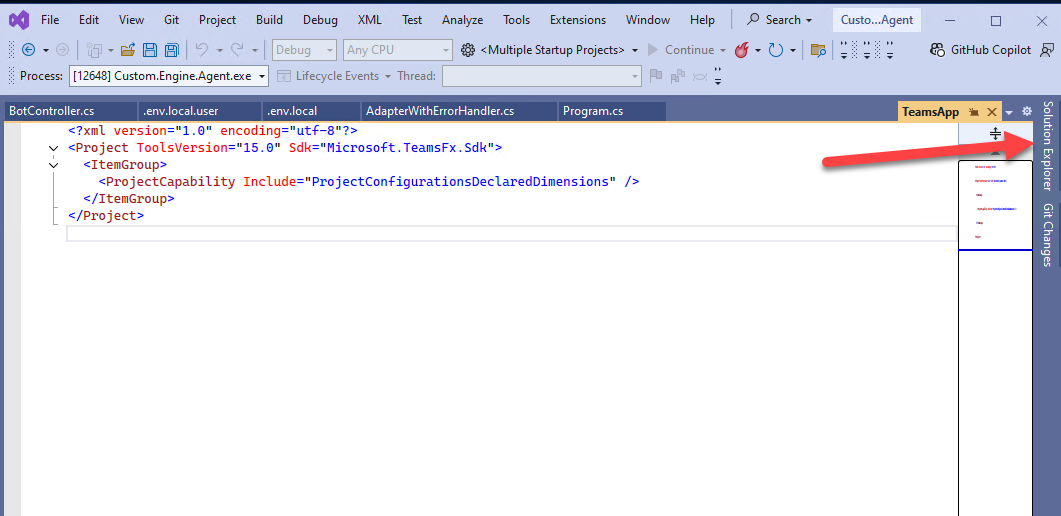 File Edit View Git Project Build Debug XML Test Analyze Tools Extensions Window Help Search Custo...Agent
Debug Any CPU <Multiple Startup Projects> Continue GitHub Copilot
Process: [12648] Custom.Engine.Agent.exe Lifecycle Events Thread:
BotController.cs .env.local.user .env.local AdapterWithErrorHandler.cs Program.cs TeamsApp
<?xml version="1.0" encoding="utf-8"?>
<Project ToolsVersion="15.0" Sdk="Microsoft.TeamsFx.Sdk">
<ItemGroup>
<ProjectCapability Include="ProjectConfigurationsDeclaredDimensions" />
</ItemGroup>
</Project>
Solution Explorer
Git Changes